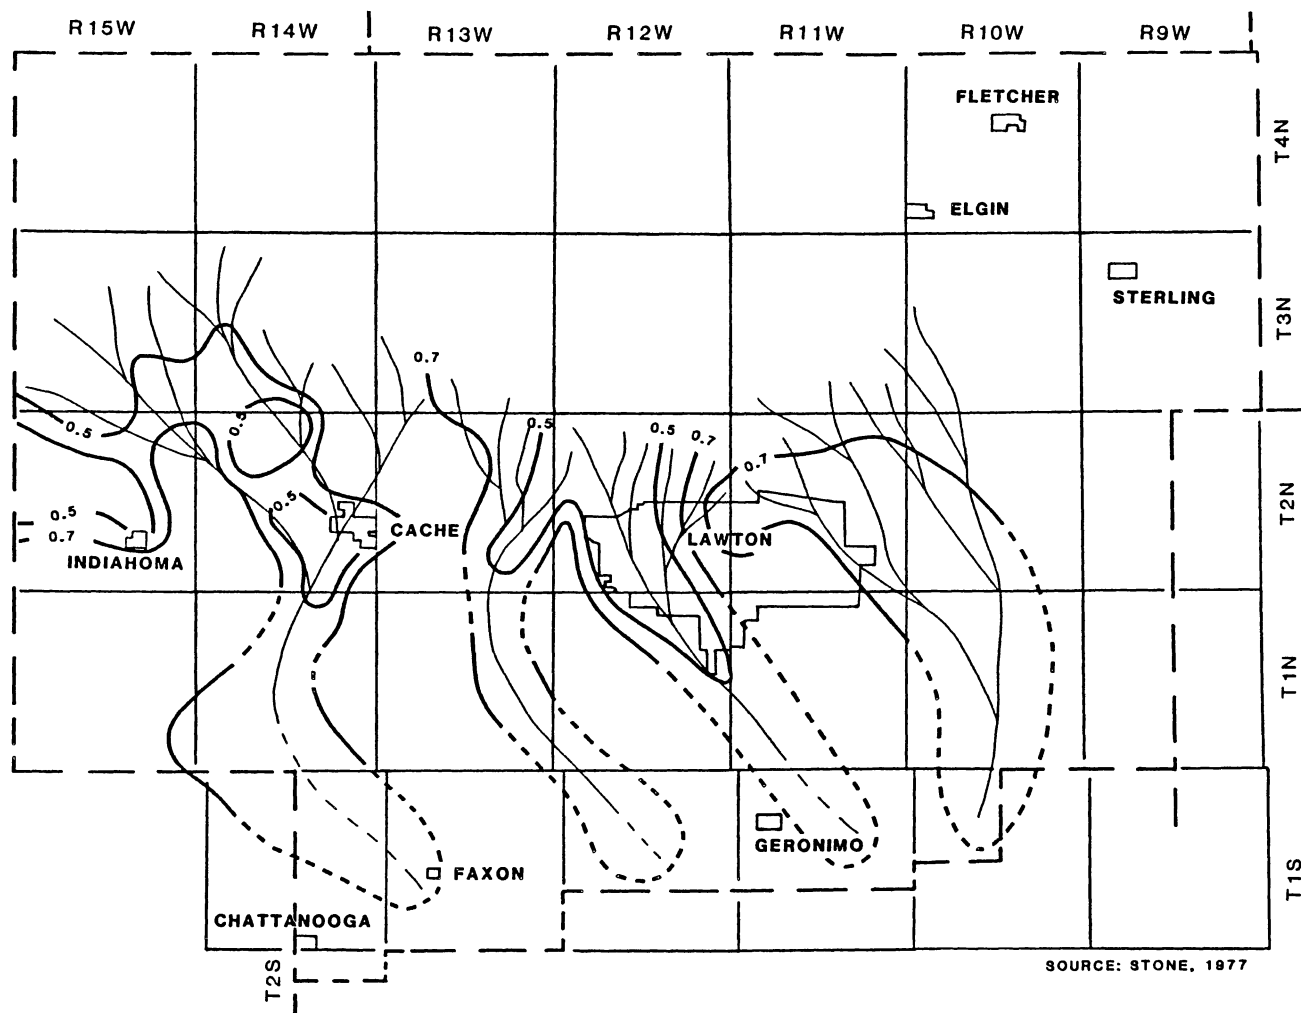 R15W R14W R13W R12W R11W R10W R9W
FLETCHER
T4N
ELGIN
STERLING
T3N
0.7
0.5
0.5
0.5
0.5
0.7
0.7
0.5
T2N
0.5
CACHE
LAWTON
0.7
INDIAHOMA
T1N
GERONIMO
FAXON
T1S
CHATTANOOGA
SOURCE: STONE, 1977
T2S